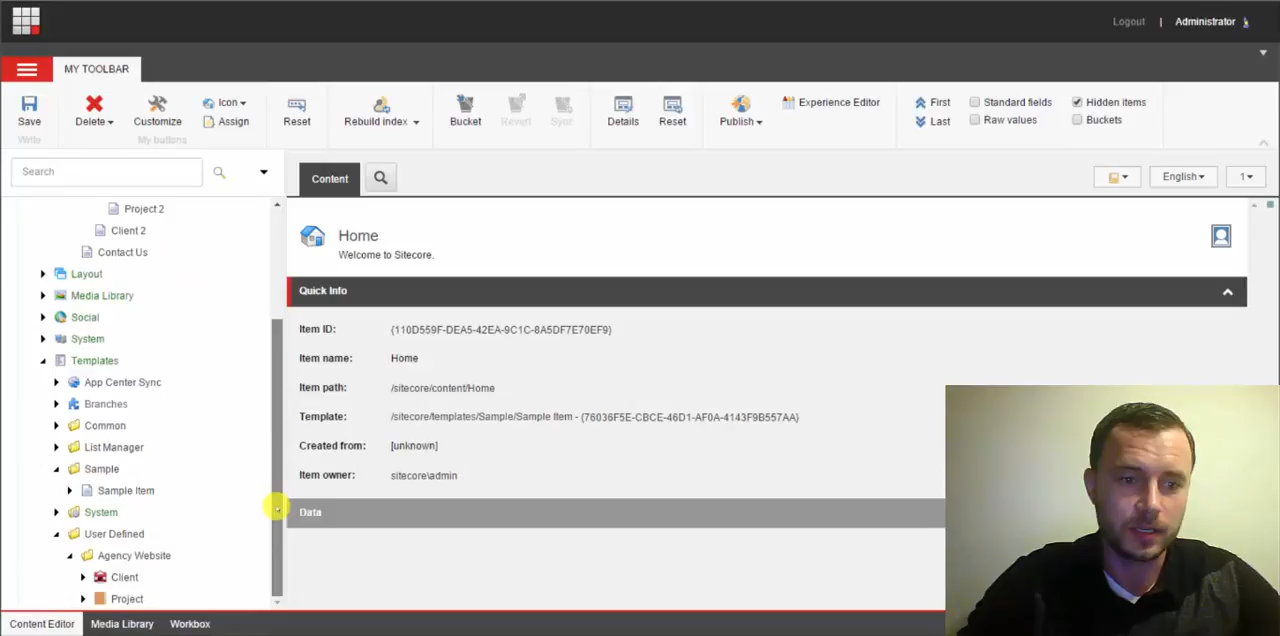 Logout | Administrator
MY TOOLBAR
Save Delete Customize Icon Assign Reset Rebuild index Bucket Revert Sync Details Reset Publish Experience Editor First Last Standard fields Raw values Hidden items Buckets
Write My buttons
Search
Content
English 1
Project 2
Client 2
Contact Us
Layout
Media Library
Social
System
Templates
App Center Sync
Branches
Common
List Manager
Sample
Sample Item
System
User Defined
Agency Website
Client
Project
Home
Welcome to Sitecore.
Quick Info
Item ID: {110D559F-DEA5-42EA-9C1C-8A5DF7E70EF9}
Item name: Home
Item path: /sitecore/content/Home
Template: /sitecore/templates/Sample/Sample Item - {76036F5E-CBCE-46D1-AF0A-4143F9B557AA}
Created from: [unknown]
Item owner: sitecore\admin
Data
Content Editor Media Library Workbox